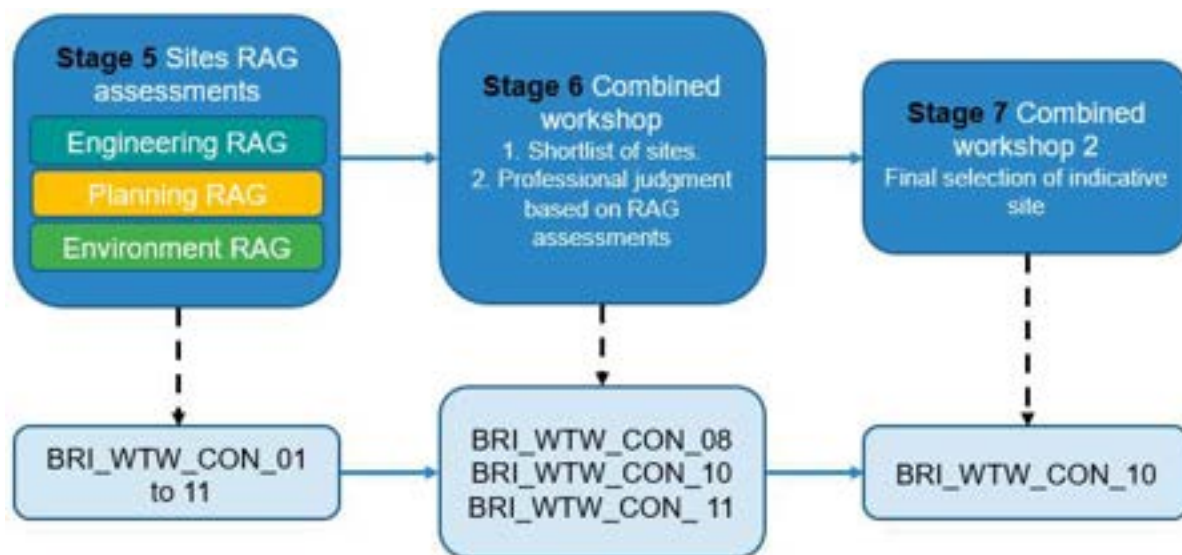 Stage 5 Sites RAG
assessments
Engineering RAG
Planning RAG
Environment RAG
Stage 6 Combined
workshop
1. Shortlist of sites.
2. Professional judgment
based on RAG
assessments
Stage 7 Combined
workshop 2
Final selection of indicative
site
BRI_WTW_CON_01
to 11
BRI_WTW_CON_08
BRI_WTW_CON_10
BRI_WTW_CON_ 11
BRI_WTW_CON_10